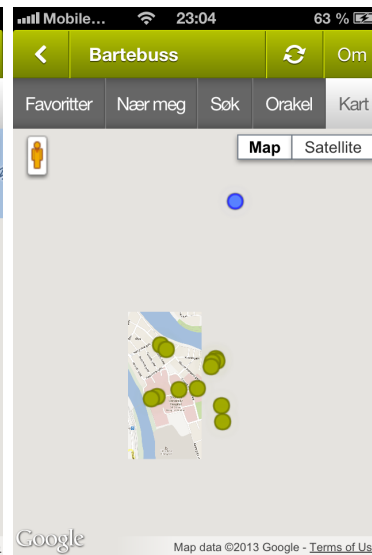 Mobile... 23:04 63 %
Bartebuss Om
Favoritter Nær meg Søk Orakel Kart
Map Satellite
Google
Map data ©2013 Google - Terms of Us